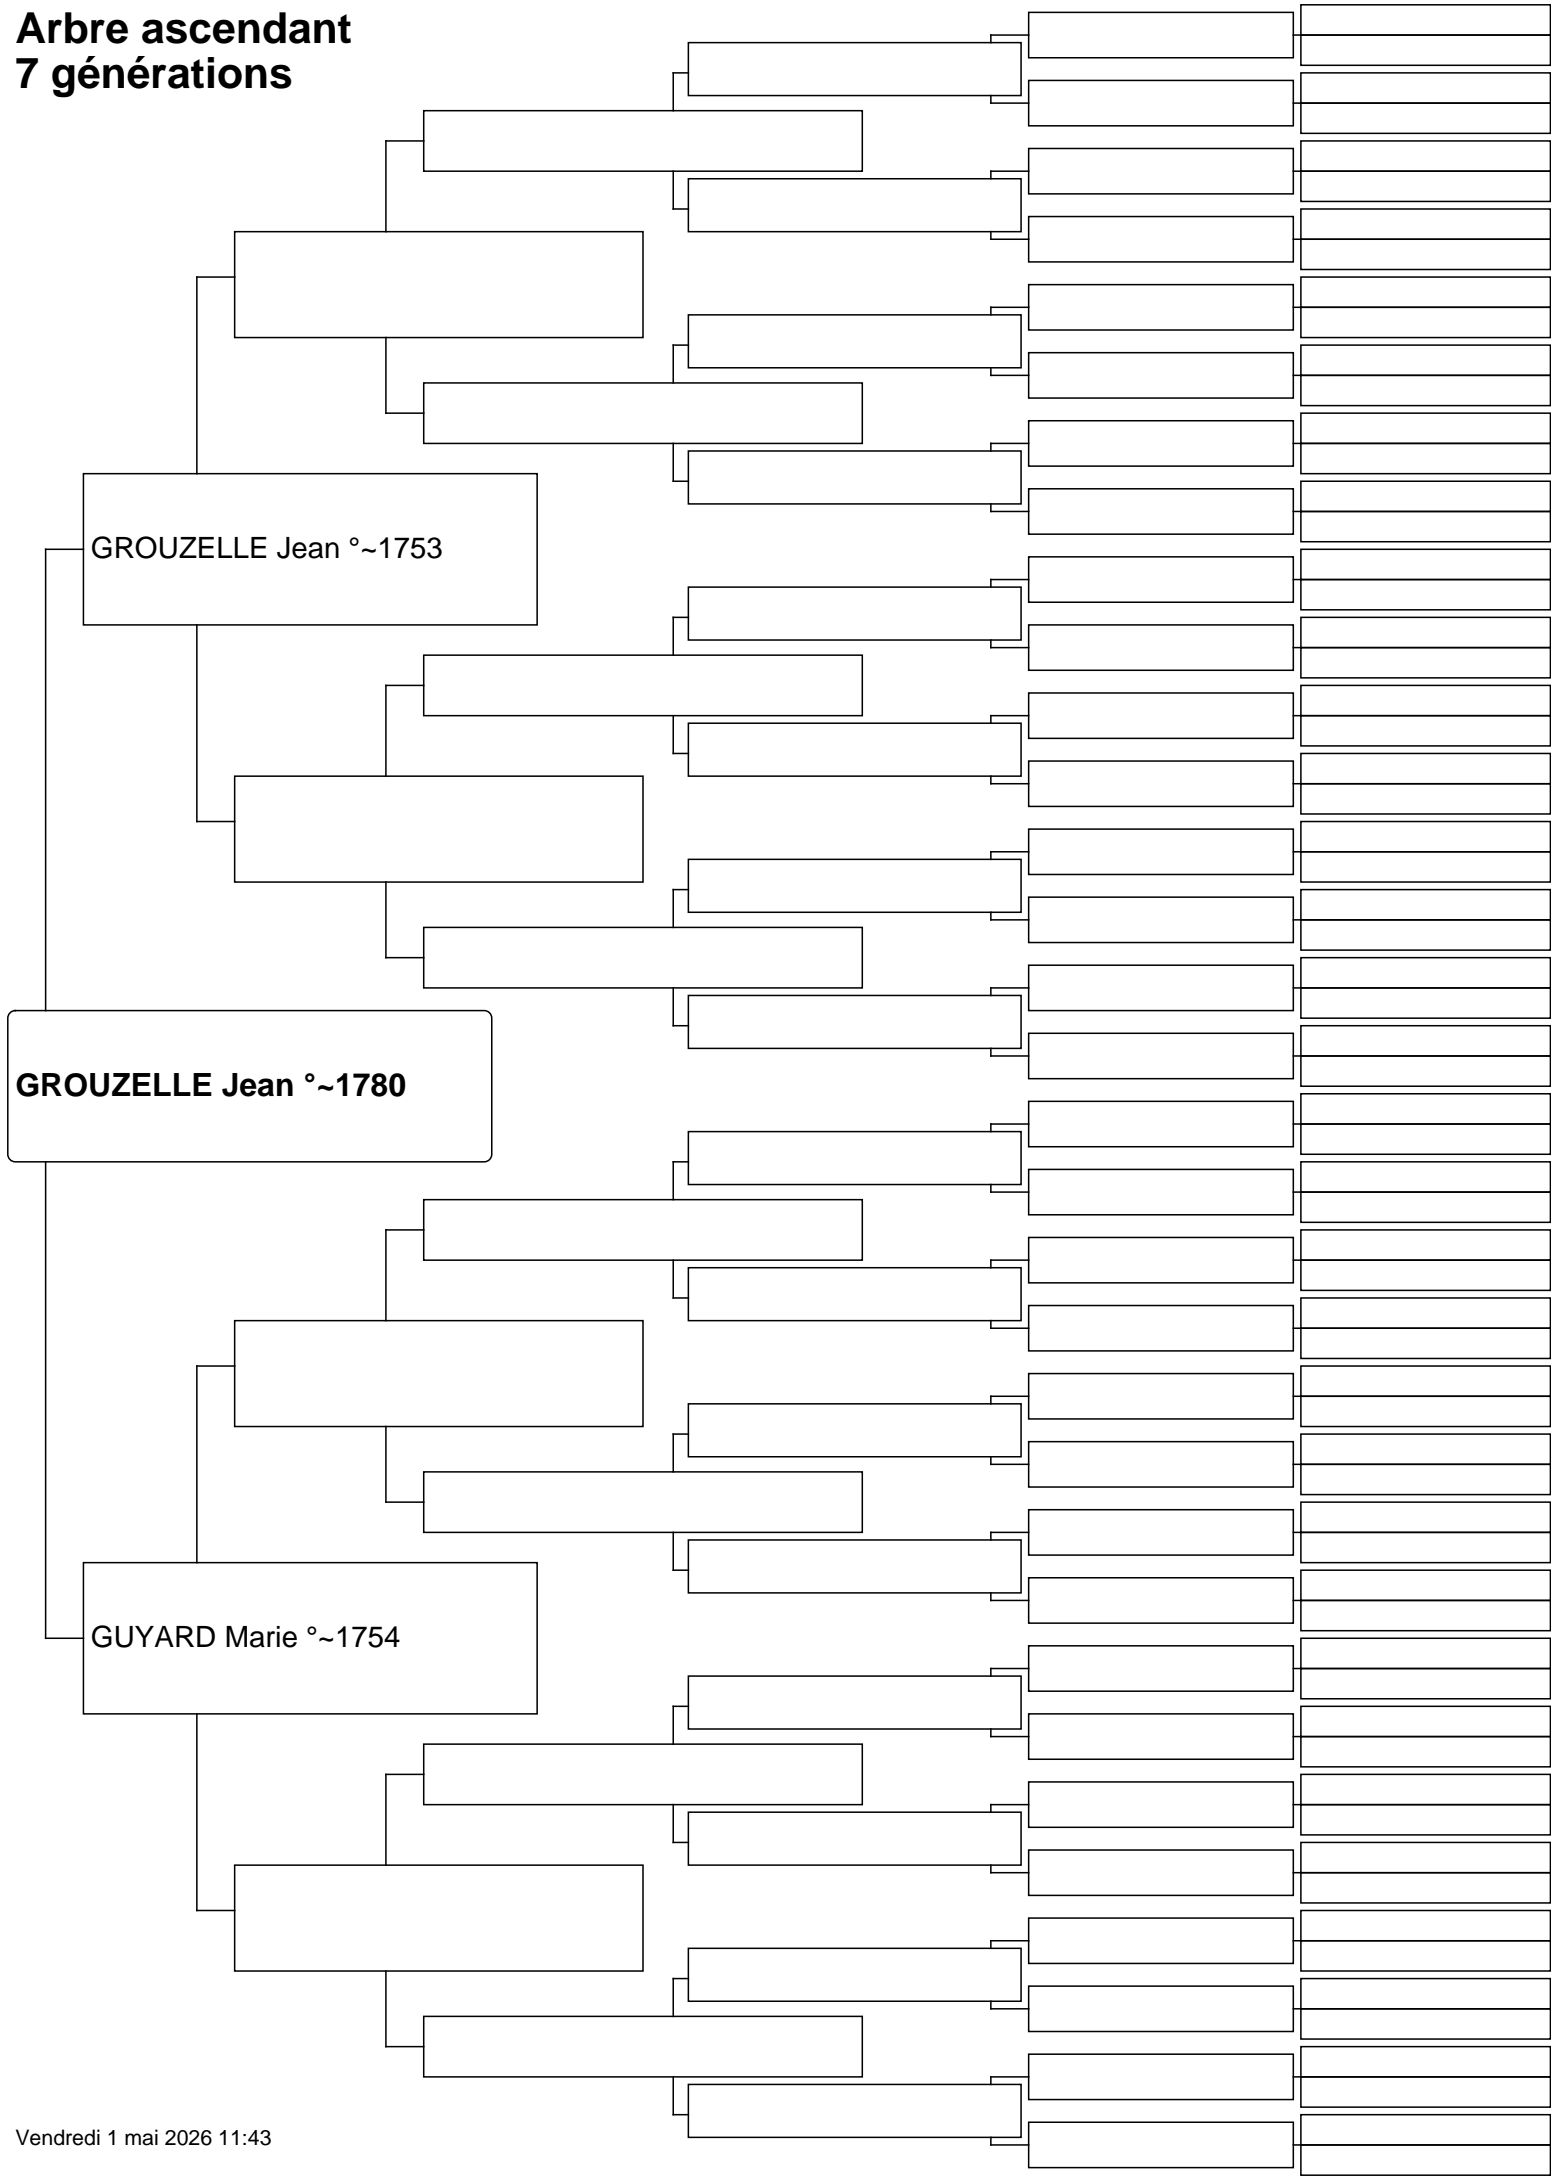 Arbre ascendant
7 générations
GROUZELLE Jean °~1753
GROUZELLE Jean °~1780
GUYARD Marie °~1754
Vendredi 1 mai 2026 11:43